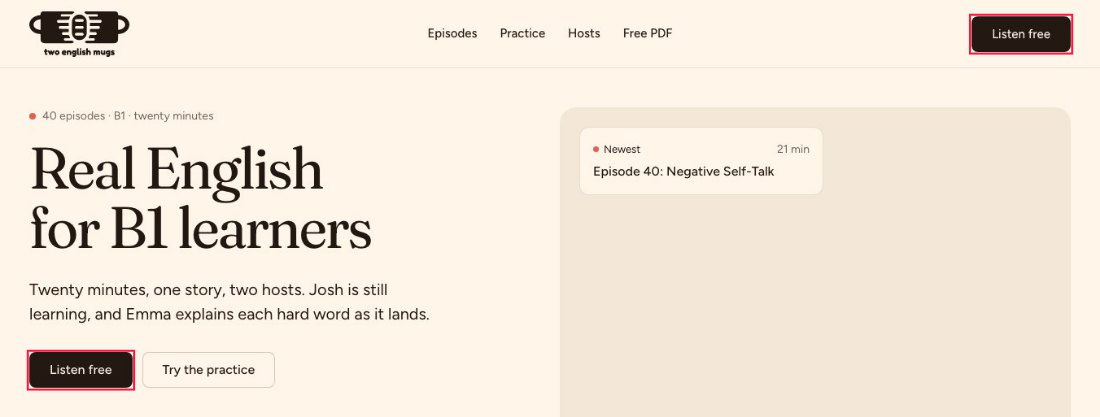 two english mugs
Episodes
Practice
Hosts
Free PDF
Listen free
40 episodes · B1 · twenty minutes
Real English
for B1 learners
Twenty minutes, one story, two hosts. Josh is still
learning, and Emma explains each hard word as it lands.
Listen free
Try the practice
Newest
21 min
Episode 40: Negative Self-Talk